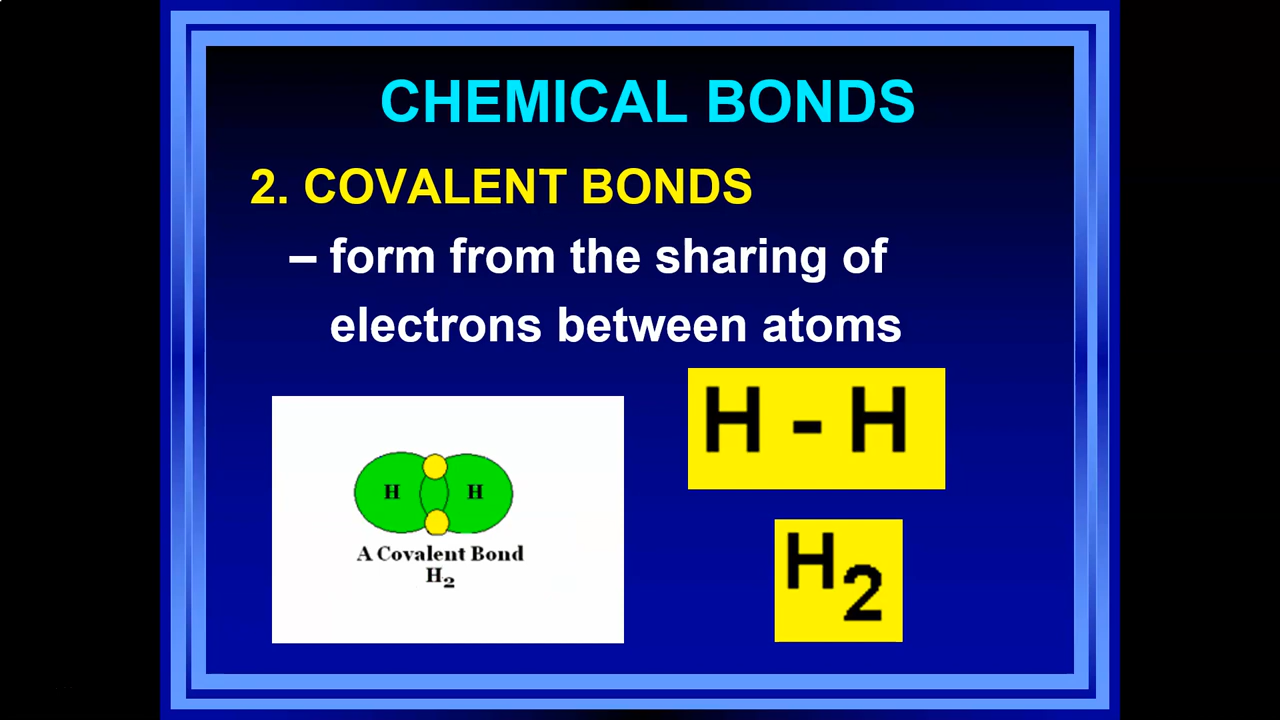 CHEMICAL BONDS
2. COVALENT BONDS
– form from the sharing of
electrons between atoms
H - H
H H
A Covalent Bond
H₂
H₂